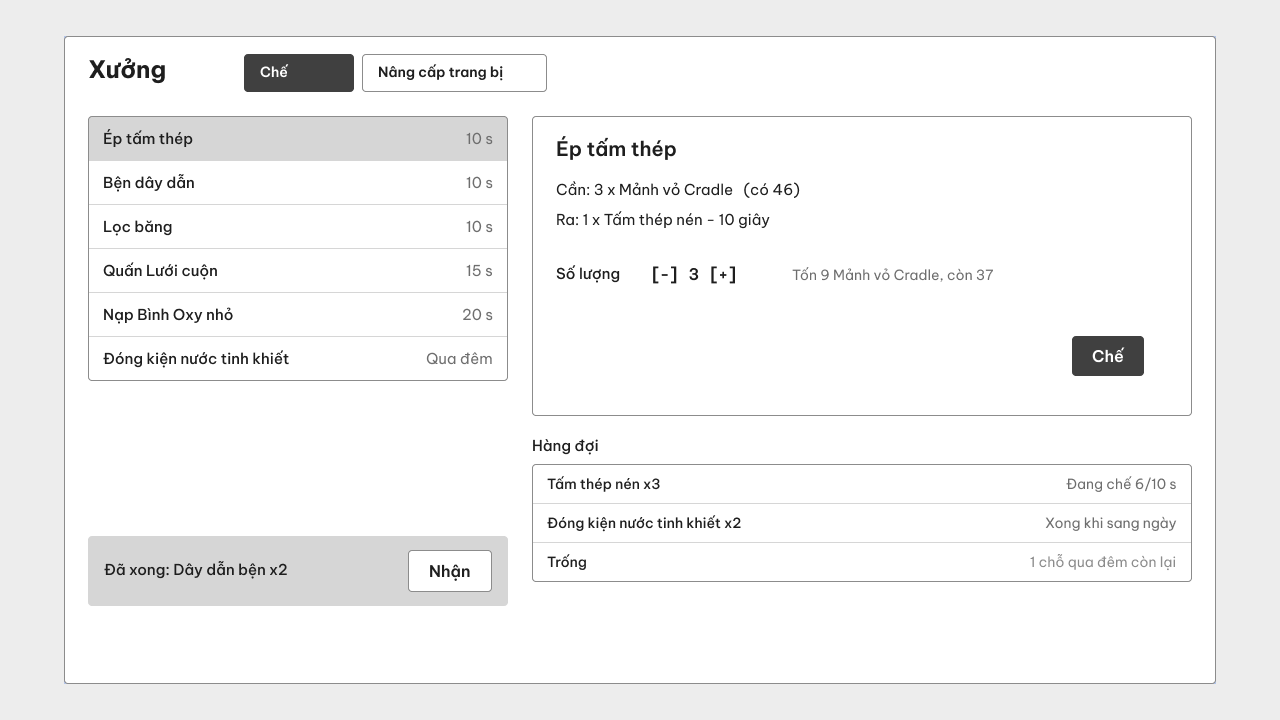 Xưởng
Chế
Nâng cấp trang bị
Ép tấm thép 10 s
Bện dây dẫn 10 s
Lọc băng 10 s
Quấn Lưới cuộn 15 s
Nạp Bình Oxy nhỏ 20 s
Đóng kiện nước tinh khiết Qua đêm
Đã xong: Dây dẫn bện x2
Nhận
Ép tấm thép
Cần: 3 x Mảnh vỏ Cradle (có 46)
Ra: 1 x Tấm thép nén - 10 giây
Số lượng [-] 3 [+] Tốn 9 Mảnh vỏ Cradle, còn 37
Chế
Hàng đợi
Tấm thép nén x3 Đang chế 6/10 s
Đóng kiện nước tinh khiết x2 Xong khi sang ngày
Trống 1 chỗ qua đêm còn lại